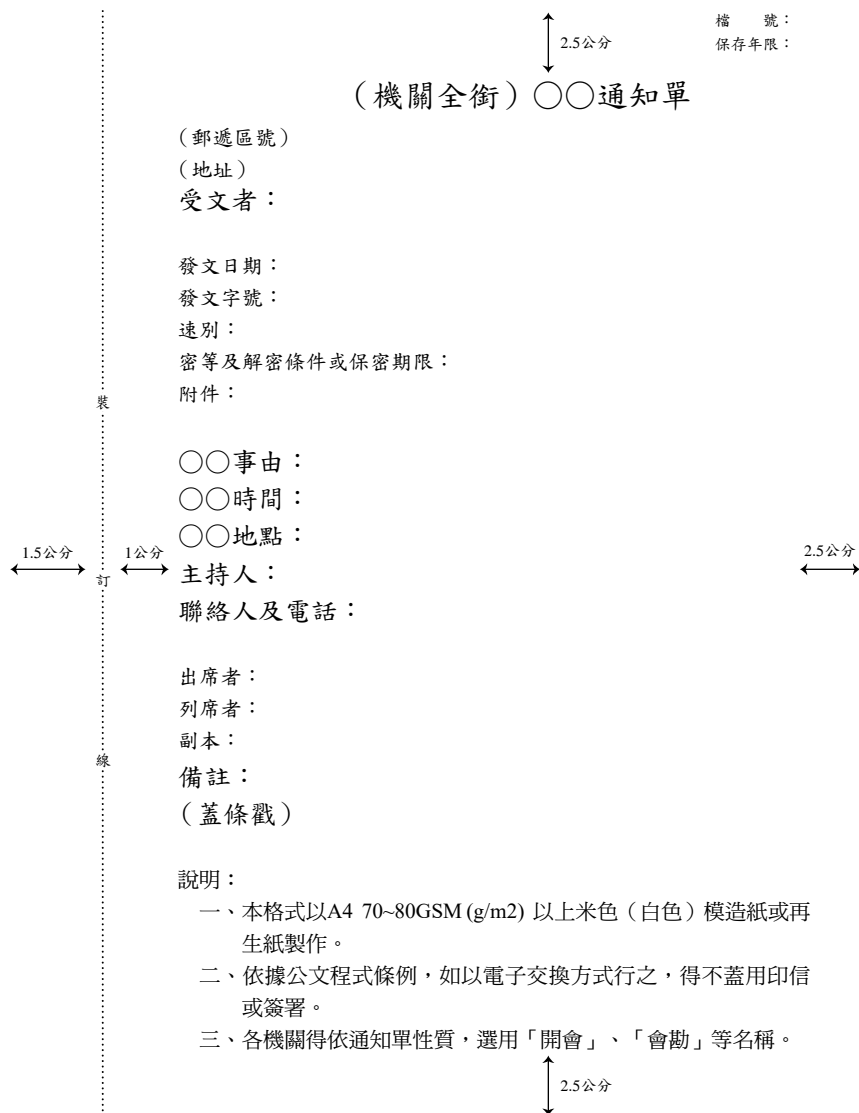 檔　　號：
2.5公分
保存年限：
（機關全銜）○○通知單
（郵遞區號）
（地址）
受文者：
發文日期：
發文字號：
速別：
密等及解密條件或保密期限：
附件：
裝
○○事由：
○○時間：
○○地點：
1.5公分
1公分
2.5公分
訂
主持人：
聯絡人及電話：
出席者：
列席者：
副本：
線
備註：
（蓋條戳）
說明：
一、本格式以A4 70~80GSM (g/m2) 以上米色（白色）模造紙或再
生紙製作。
二、依據公文程式條例，如以電子交換方式行之，得不蓋用印信
或簽署。
三、各機關得依通知單性質，選用「開會」、「會勘」等名稱。
2.5公分